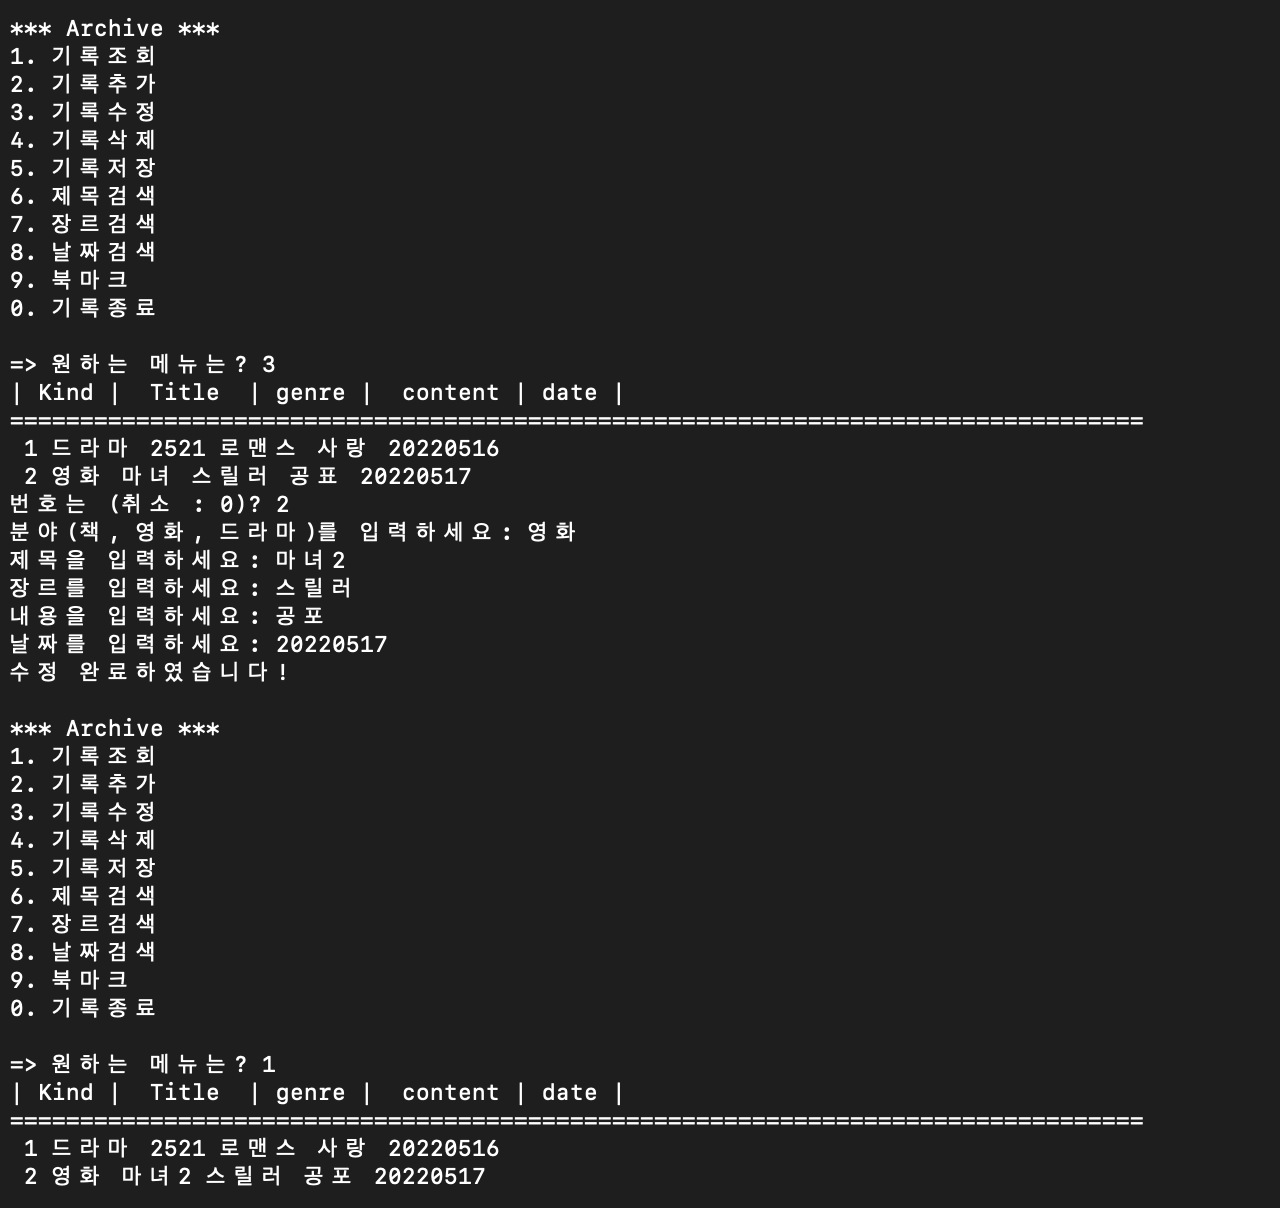 *** Archive ***
1. 기록조회
2. 기록추가
3. 기록수정
4. 기록삭제
5. 기록저장
6. 제목검색
7. 장르검색
8. 날짜검색
9. 북마크
0. 기록종료
=> 원하는 메뉴는? 3
| Kind |  Title  | genre |  content | date |
=================================================================================
 1 드라마 2521 로맨스 사랑 20220516
 2 영화 마녀 스릴러 공표 20220517
번호는 (취소 : 0)? 2
분야(책, 영화, 드라마)를 입력하세요: 영화
제목을 입력하세요: 마녀2
장르를 입력하세요: 스릴러
내용을 입력하세요: 공포
날짜를 입력하세요: 20220517
수정 완료하였습니다!
*** Archive ***
1. 기록조회
2. 기록추가
3. 기록수정
4. 기록삭제
5. 기록저장
6. 제목검색
7. 장르검색
8. 날짜검색
9. 북마크
0. 기록종료
=> 원하는 메뉴는? 1
| Kind |  Title  | genre |  content | date |
=================================================================================
 1 드라마 2521 로맨스 사랑 20220516
 2 영화 마녀2 스릴러 공포 20220517